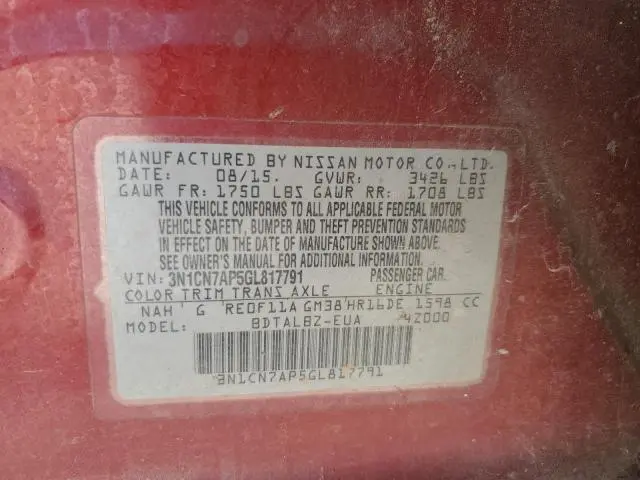 MANUFACTURED BY NISSAN MOTOR CO., LTD.
DATE: 08/15. GVWR: 3426 LBS
GAWR FR: 1750 LBS GAWR RR: 1708 LBS
THIS VEHICLE CONFORMS TO ALL APPLICABLE FEDERAL MOTOR
VEHICLE SAFETY, BUMPER AND THEFT PREVENTION STANDARDS
IN EFFECT ON THE DATE OF MANUFACTURE SHOWN ABOVE.
SEE OWNER'S MANUAL FOR ADDITIONAL INFORMATION.
VIN: 3N1CN7AP5GL817791 PASSENGER CAR
COLOR TRIM TRANS AXLE ENGINE
NAH G RE0F11A GM38 HR16DE 1598 CC
MODEL: BDTALBZ-EUA 4Z000
3N1CN7AP5GL817791